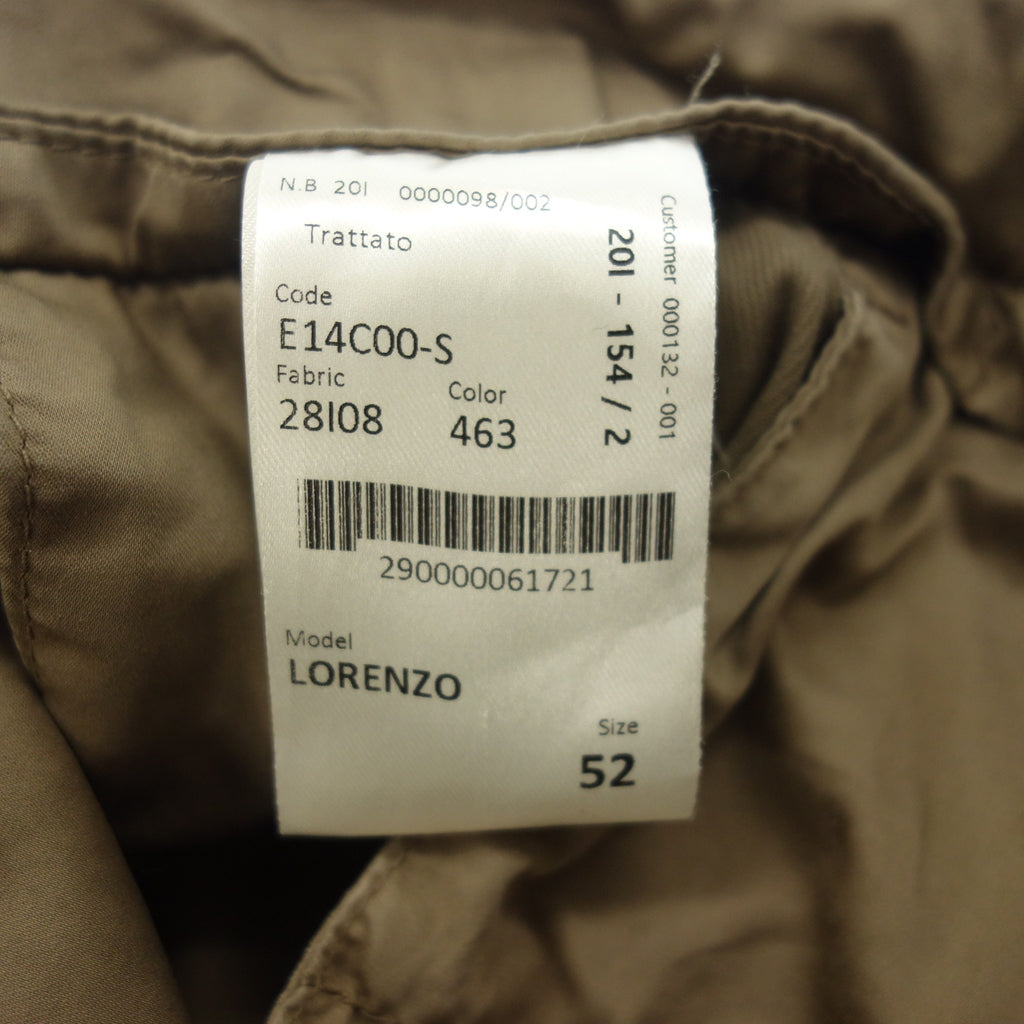 N.B 20I 0000098/002
Trattato
Code
E14C00-S
Fabric
28I08
Color
463
290000061721
Model
LORENZO
Size
52
20I - 154 / 2
Customer 000132 - 001